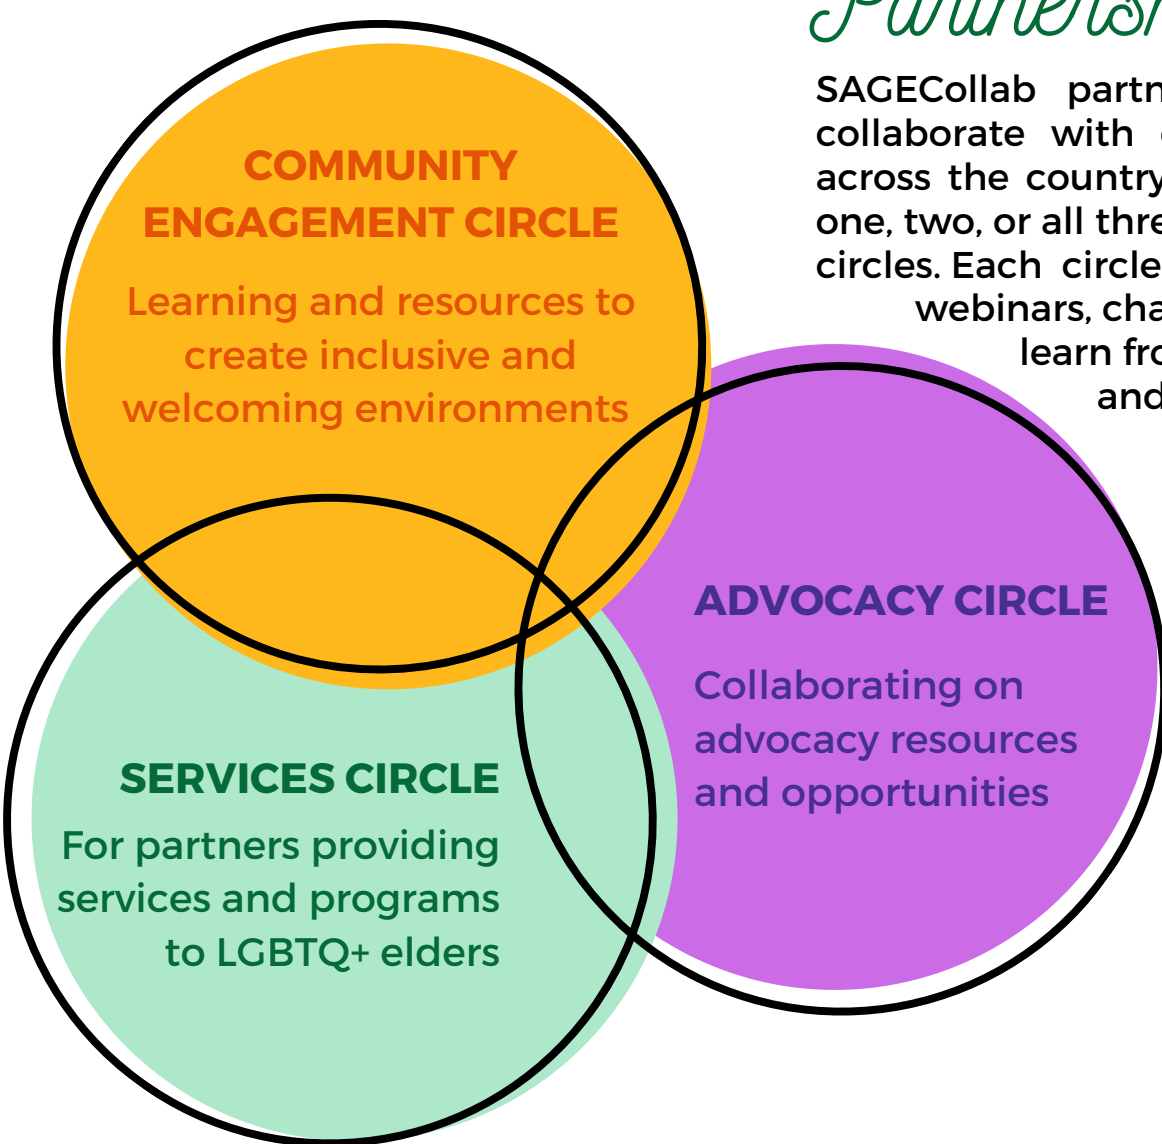 SAGECollab
collaborate with
across the country
one, two, or all
circles. Each circle
webinars,
learn
and
COMMUNITY
ENGAGEMENT CIRCLE
Learning and resources to
create inclusive and
welcoming environments
ADVOCACY CIRCLE
Collaborating on
advocacy resources
and opportunities
SERVICES CIRCLE
For partners providing
services and programs
to LGBTQ+ elders